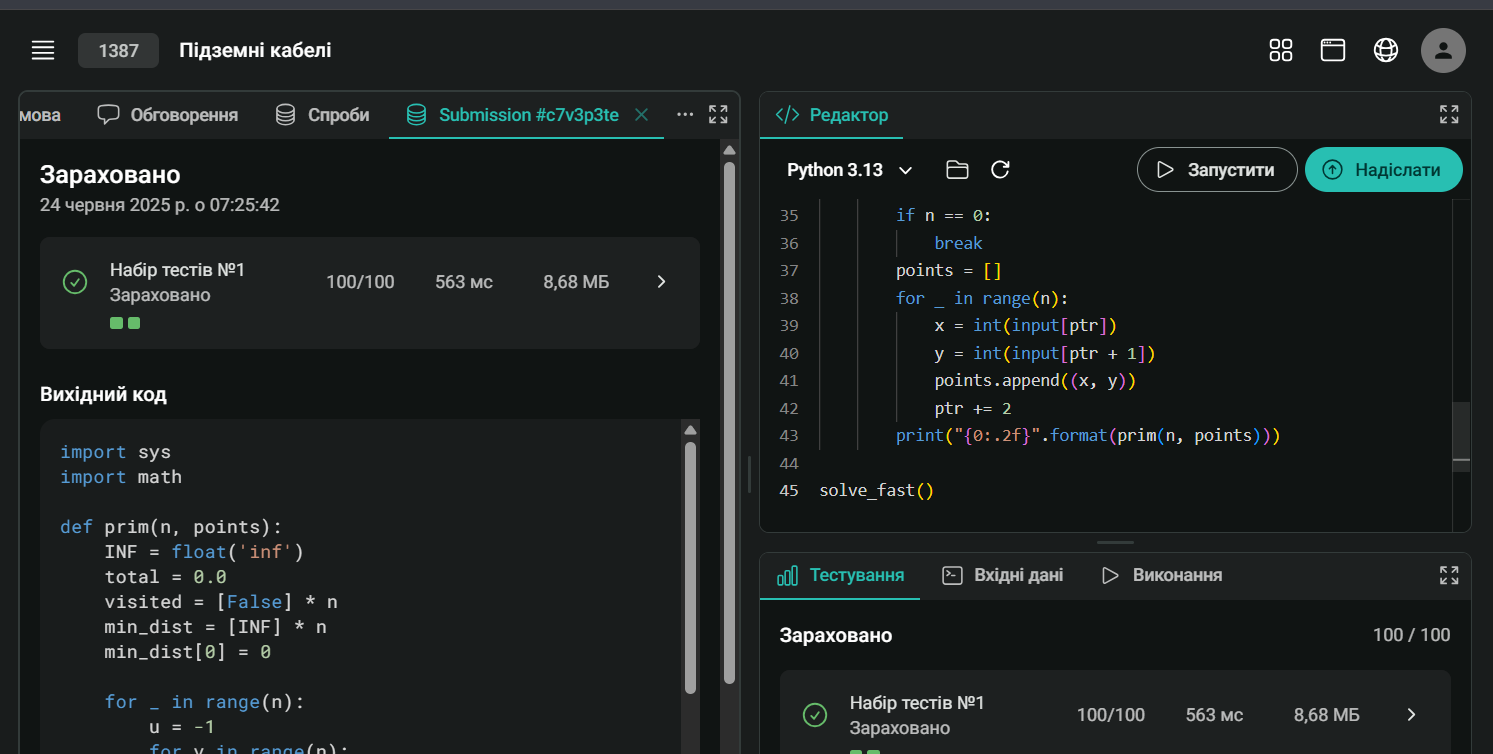 1387 Підземні кабелі
мова Обговорення Спроби Submission #c7v3p3te
Зараховано
24 червня 2025 р. о 07:25:42
Набір тестів №1
Зараховано
100/100 563 мс 8,68 МБ
Вихідний код
import sys
import math
def prim(n, points):
    INF = float('inf')
    total = 0.0
    visited = [False] * n
    min_dist = [INF] * n
    min_dist[0] = 0
    for _ in range(n):
        u = -1
        for v in range(n):
</> Редактор
Python 3.13 Запустити Надіслати
35         if n == 0:
36             break
37         points = []
38         for _ in range(n):
39             x = int(input[ptr])
40             y = int(input[ptr + 1])
41             points.append((x, y))
42             ptr += 2
43         print("{0:.2f}".format(prim(n, points)))
44
45 solve_fast()
Тестування Вхідні дані Виконання
Зараховано 100 / 100
Набір тестів №1
Зараховано
100/100 563 мс 8,68 МБ